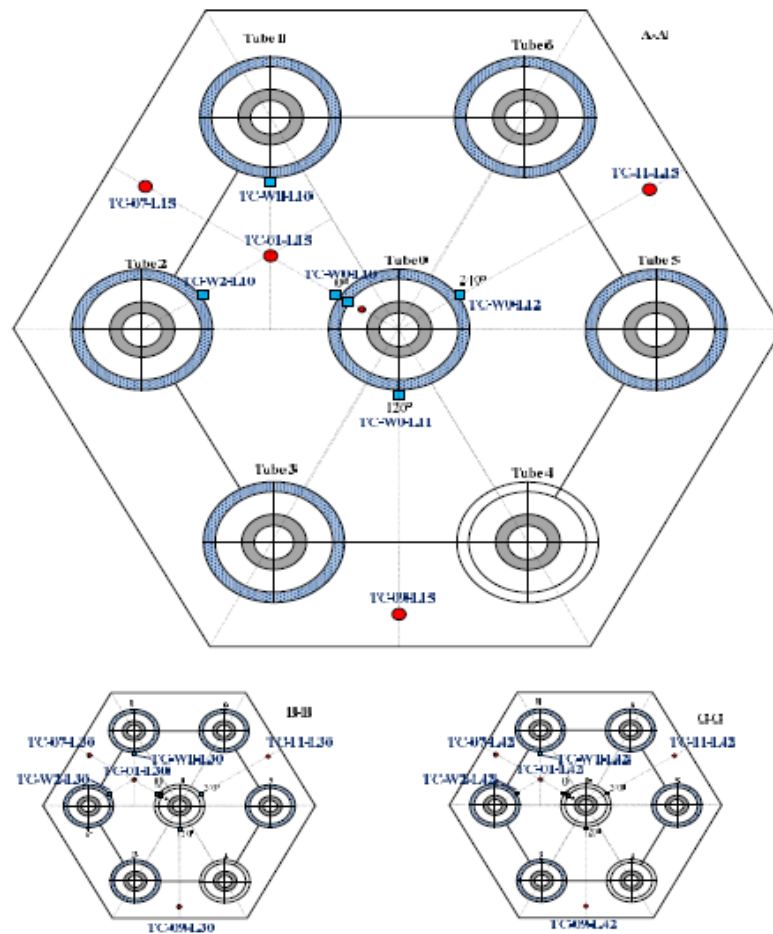 Tube 1
Tube 6
A-A
TC-07-L15
TC-W1-L10
TC-11-L15
TC-01-L15
Tube 2
TC-W2-L10
TC-W0-L10
0°
Tube 0
240°
TC-W0-L12
Tube 5
120°
TC-W0-L11
Tube 3
Tube 4
TC-09-L15
B-B
1
6
TC-07-L30
TC-W1-L30
TC-11-L30
TC-01-L30
TC-W2-L30
TC-09-L30
TC-07-L42
TC-W1-L42
TC-11-L42
TC-01-L42
TC-W2-L42
TC-09-L42